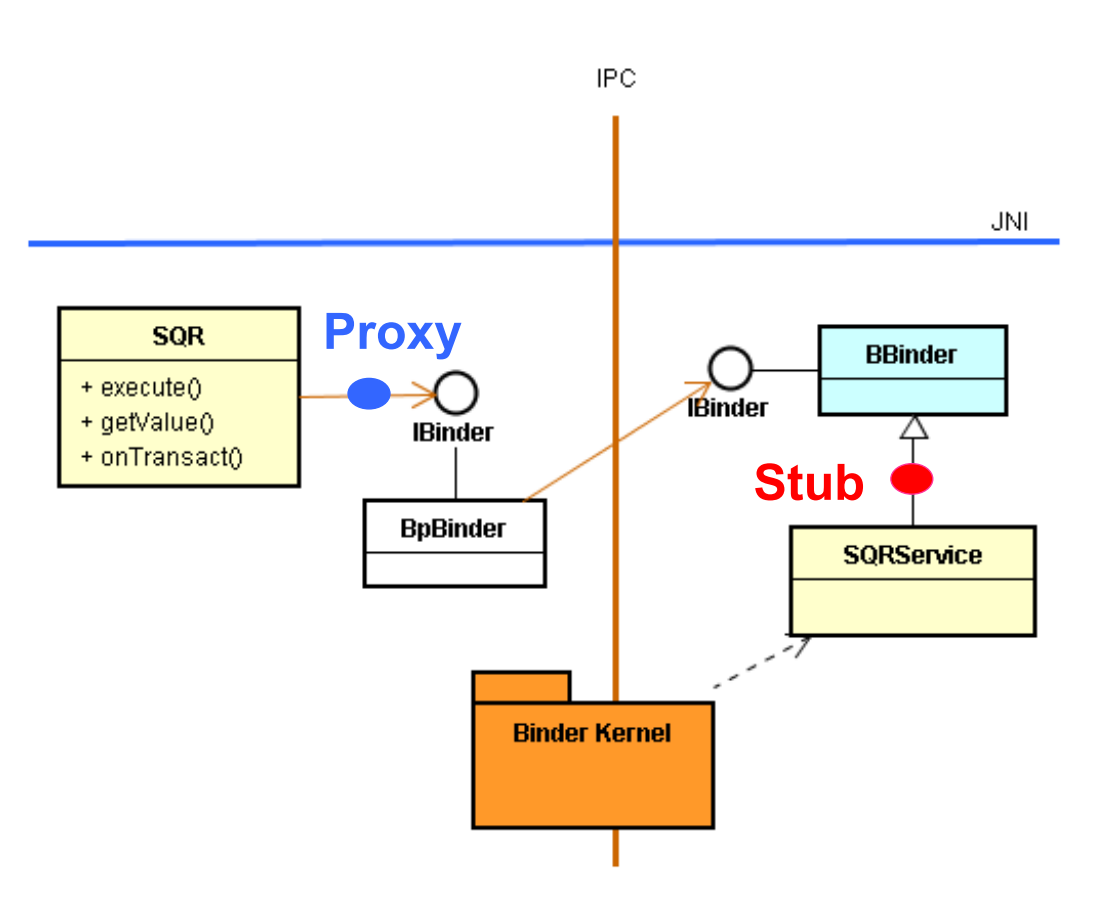 IPC
JNI
SQR
+ execute()
+ getValue()
+ onTransact()
Proxy
IBinder
BpBinder
IBinder
BBinder
Stub
SQRService
Binder Kernel